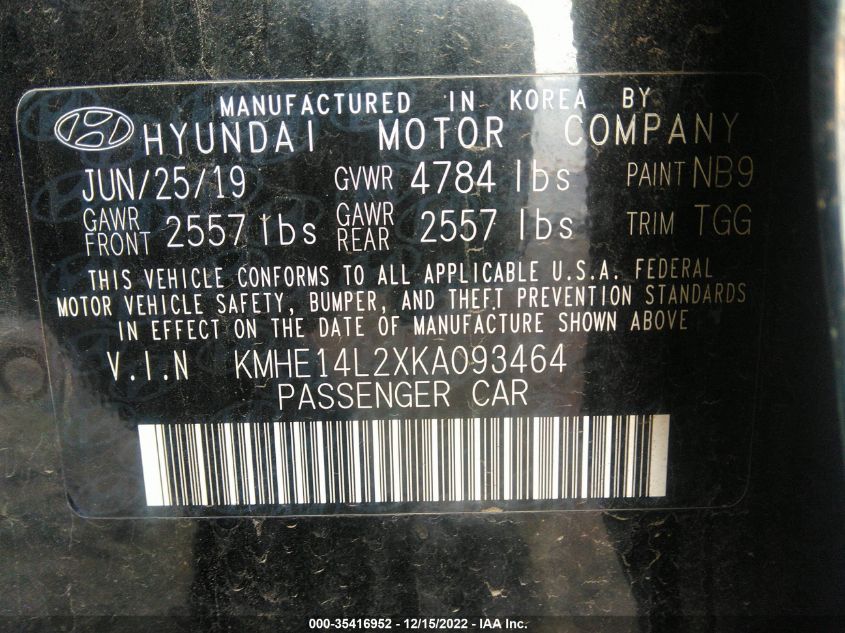 MANUFACTURED IN KOREA BY
HYUNDAI MOTOR COMPANY
JUN/25/19 GVWR 4784 lbs PAINT NB9
GAWR FRONT 2557 lbs GAWR REAR 2557 lbs TRIM TGG
THIS VEHICLE CONFORMS TO ALL APPLICABLE U.S.A. FEDERAL
MOTOR VEHICLE SAFETY, BUMPER, AND THEFT PREVENTION STANDARDS
IN EFFECT ON THE DATE OF MANUFACTURE SHOWN ABOVE
V.I.N KMHE14L2XKA093464
PASSENGER CAR
000-35416952 - 12/15/2022 - IAA Inc.